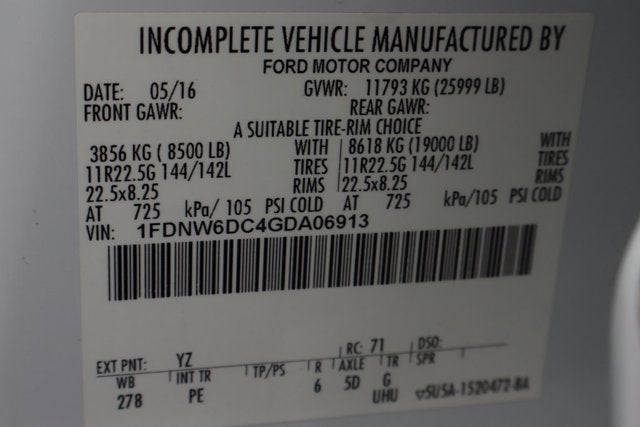 INCOMPLETE VEHICLE MANUFACTURED BY
FORD MOTOR COMPANY
DATE: 05/16 GVWR: 11793 KG (25999 LB)
FRONT GAWR: REAR GAWR:
A SUITABLE TIRE-RIM CHOICE
3856 KG ( 8500 LB) WITH 8618 KG (19000 LB) WITH
11R22.5G 144/142L TIRES 11R22.5G 144/142L TIRES
22.5x8.25 RIMS 22.5x8.25 RIMS
AT 725 kPa/ 105 PSI COLD AT 725 kPa/ 105 PSI COLD
VIN: 1FDNW6DC4GDA06913
EXT PNT: YZ RC: 71 DSO:
WB INT TR TP/PS R AXLE TR SPR
278 PE 6 5D G
UHU ▽SU5A-1520472-BA